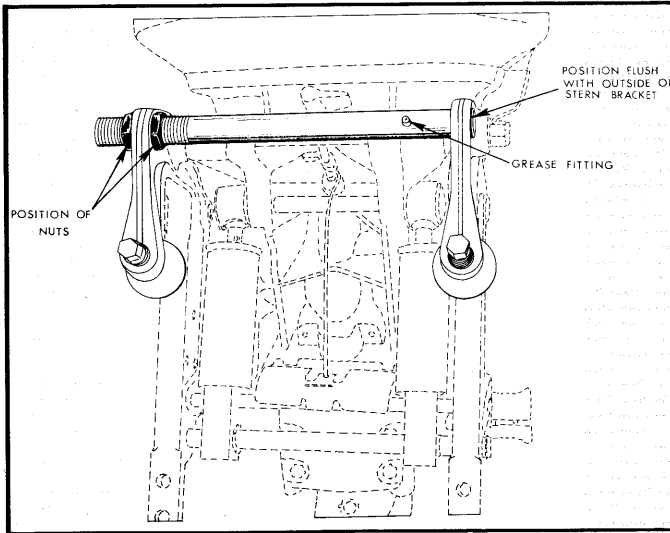 POSITION FLUSH
WITH OUTSIDE OF
STERN BRACKET
GREASE FITTING
POSITION OF
NUTS